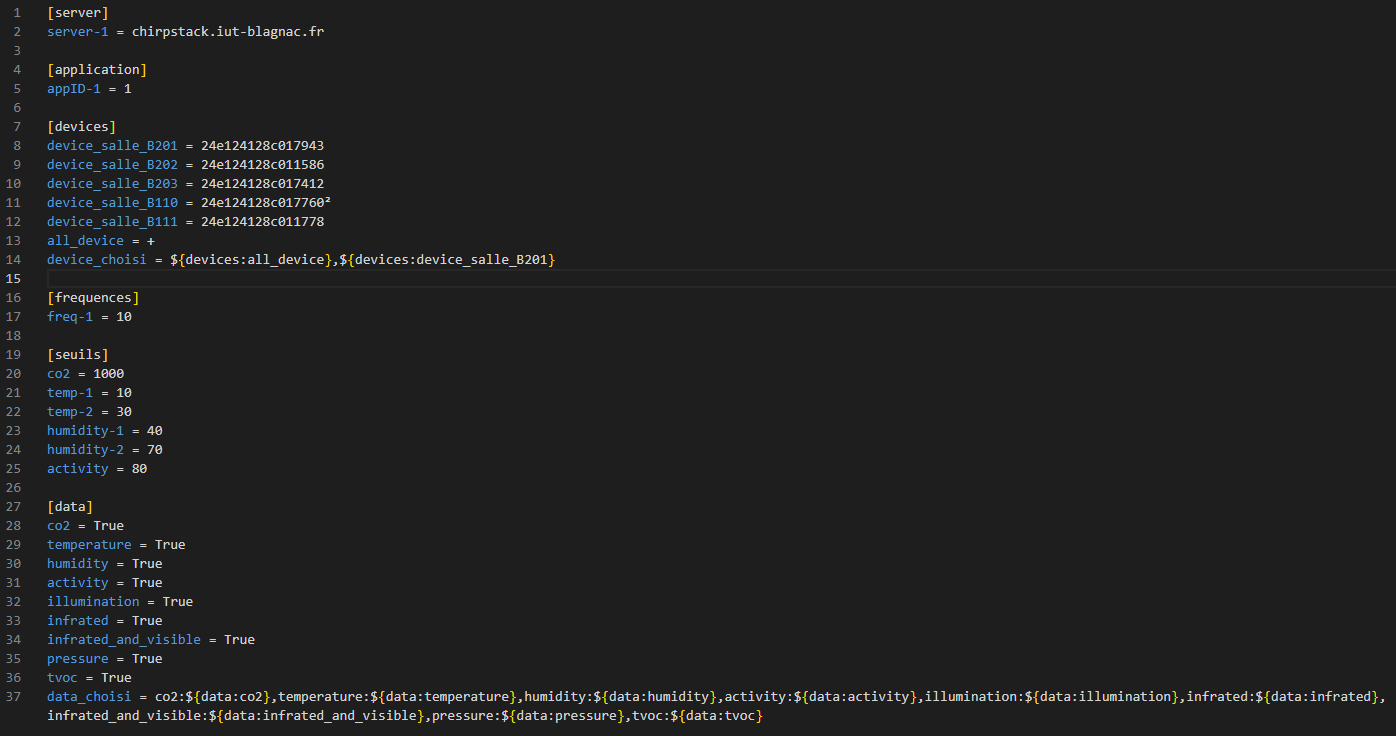 1 [server]
2 server-1 = chirpstack.iut-blagnac.fr
3
4 [application]
5 appID-1 = 1
6
7 [devices]
8 device_salle_B201 = 24e124128c017943
9 device_salle_B202 = 24e124128c011586
10 device_salle_B203 = 24e124128c017412
11 device_salle_B110 = 24e124128c017760²
12 device_salle_B111 = 24e124128c011778
13 all_device = +
14 device_choisi = ${devices:all_device},${devices:device_salle_B201}
15
16 [frequences]
17 freq-1 = 10
18
19 [seuils]
20 co2 = 1000
21 temp-1 = 10
22 temp-2 = 30
23 humidity-1 = 40
24 humidity-2 = 70
25 activity = 80
26
27 [data]
28 co2 = True
29 temperature = True
30 humidity = True
31 activity = True
32 illumination = True
33 infrated = True
34 infrated_and_visible = True
35 pressure = True
36 tvoc = True
37 data_choisi = co2:${data:co2},temperature:${data:temperature},humidity:${data:humidity},activity:${data:activity},illumination:${data:illumination},infrated:${data:infrated},
infrated_and_visible:${data:infrated_and_visible},pressure:${data:pressure},tvoc:${data:tvoc}